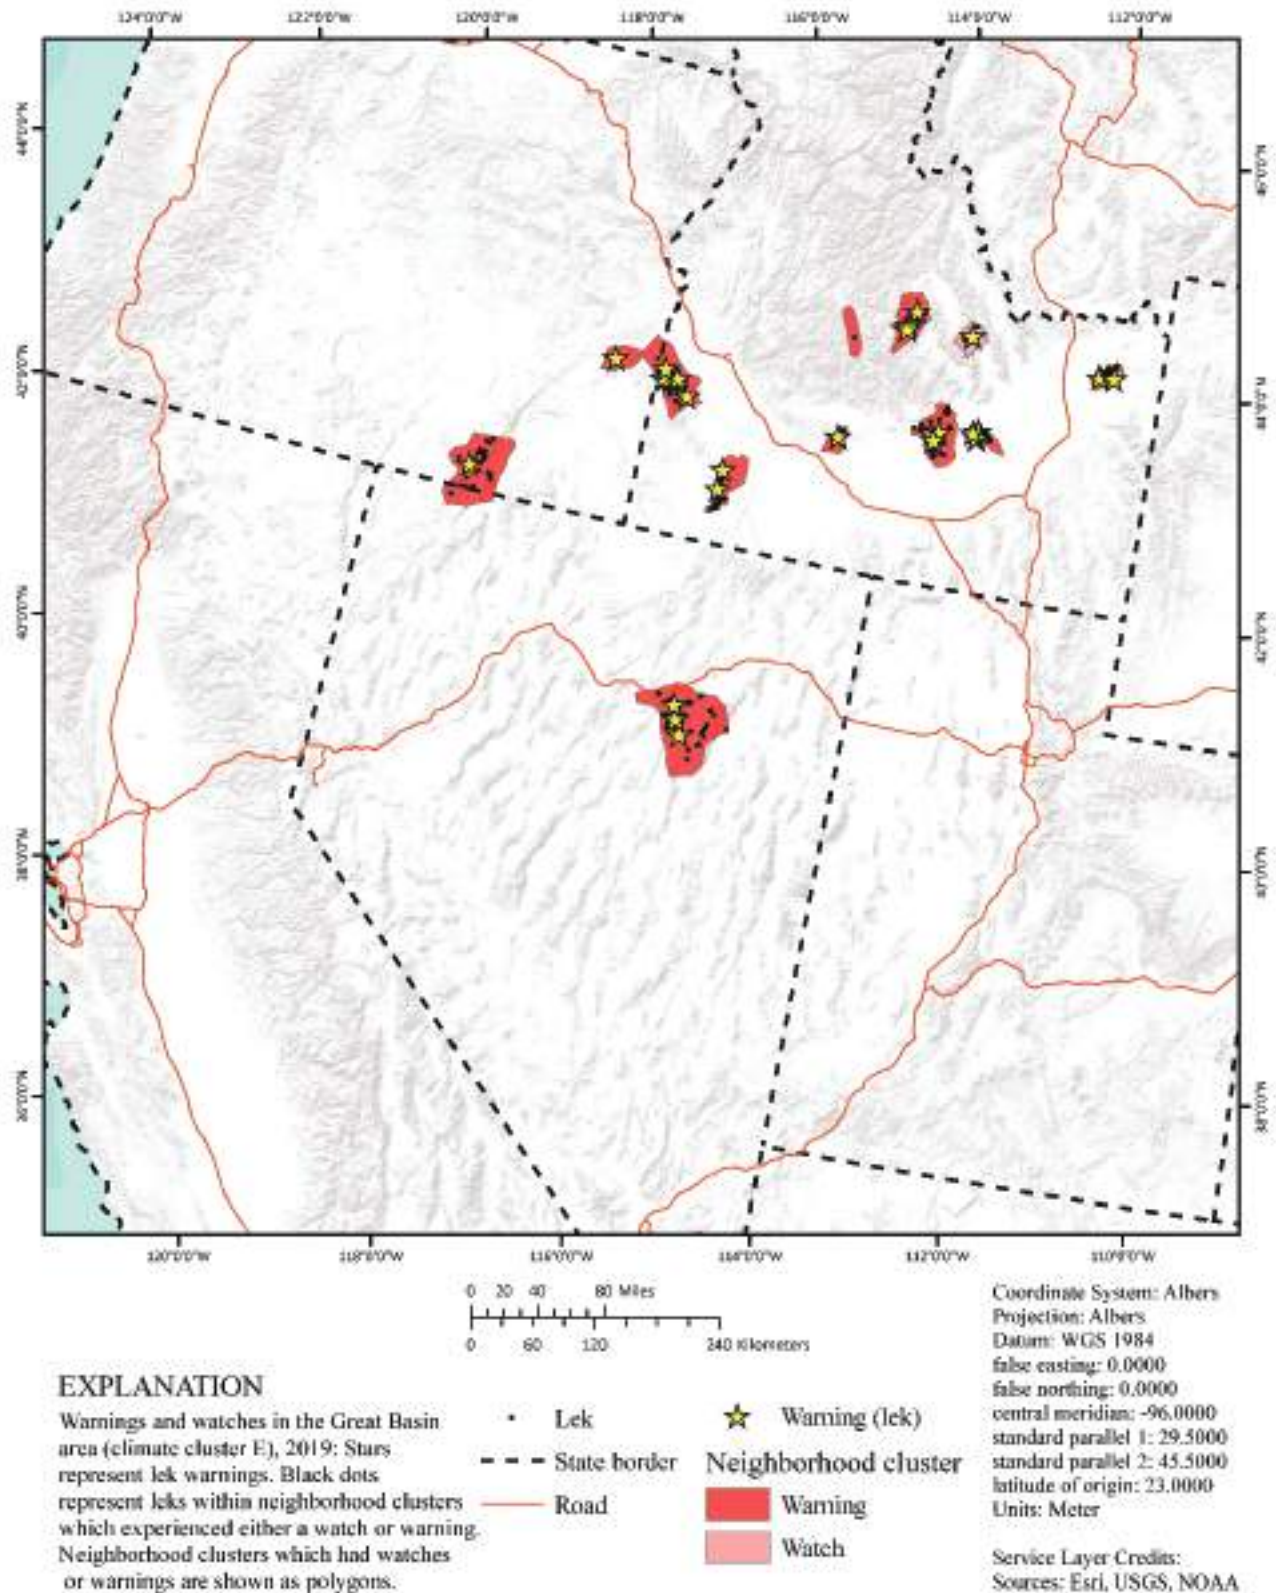 124°0'0"W 122°0'0"W 120°0'0"W 118°0'0"W 116°0'0"W 114°0'0"W 112°0'0"W
44°0'0"N
42°0'0"N
40°0'0"N
38°0'0"N
36°0'0"N
46°0'0"N
44°0'0"N
42°0'0"N
40°0'0"N
38°0'0"N
120°0'0"W 118°0'0"W 116°0'0"W 114°0'0"W 112°0'0"W 110°0'0"W
0 20 40 80 Miles
0 60 120 240 Kilometers
EXPLANATION
Warnings and watches in the Great Basin
area (climate cluster E), 2019: Stars
represent lek warnings. Black dots
represent leks within neighborhood clusters
which experienced either a watch or warning.
Neighborhood clusters which had watches
or warnings are shown as polygons.
Lek
State border
Road
Warning (lek)
Neighborhood cluster
Warning
Watch
Coordinate System: Albers
Projection: Albers
Datum: WGS 1984
false easting: 0.0000
false northing: 0.0000
central meridian: -96.0000
standard parallel 1: 29.5000
standard parallel 2: 45.5000
latitude of origin: 23.0000
Units: Meter
Service Layer Credits:
Sources: Esri, USGS, NOAA